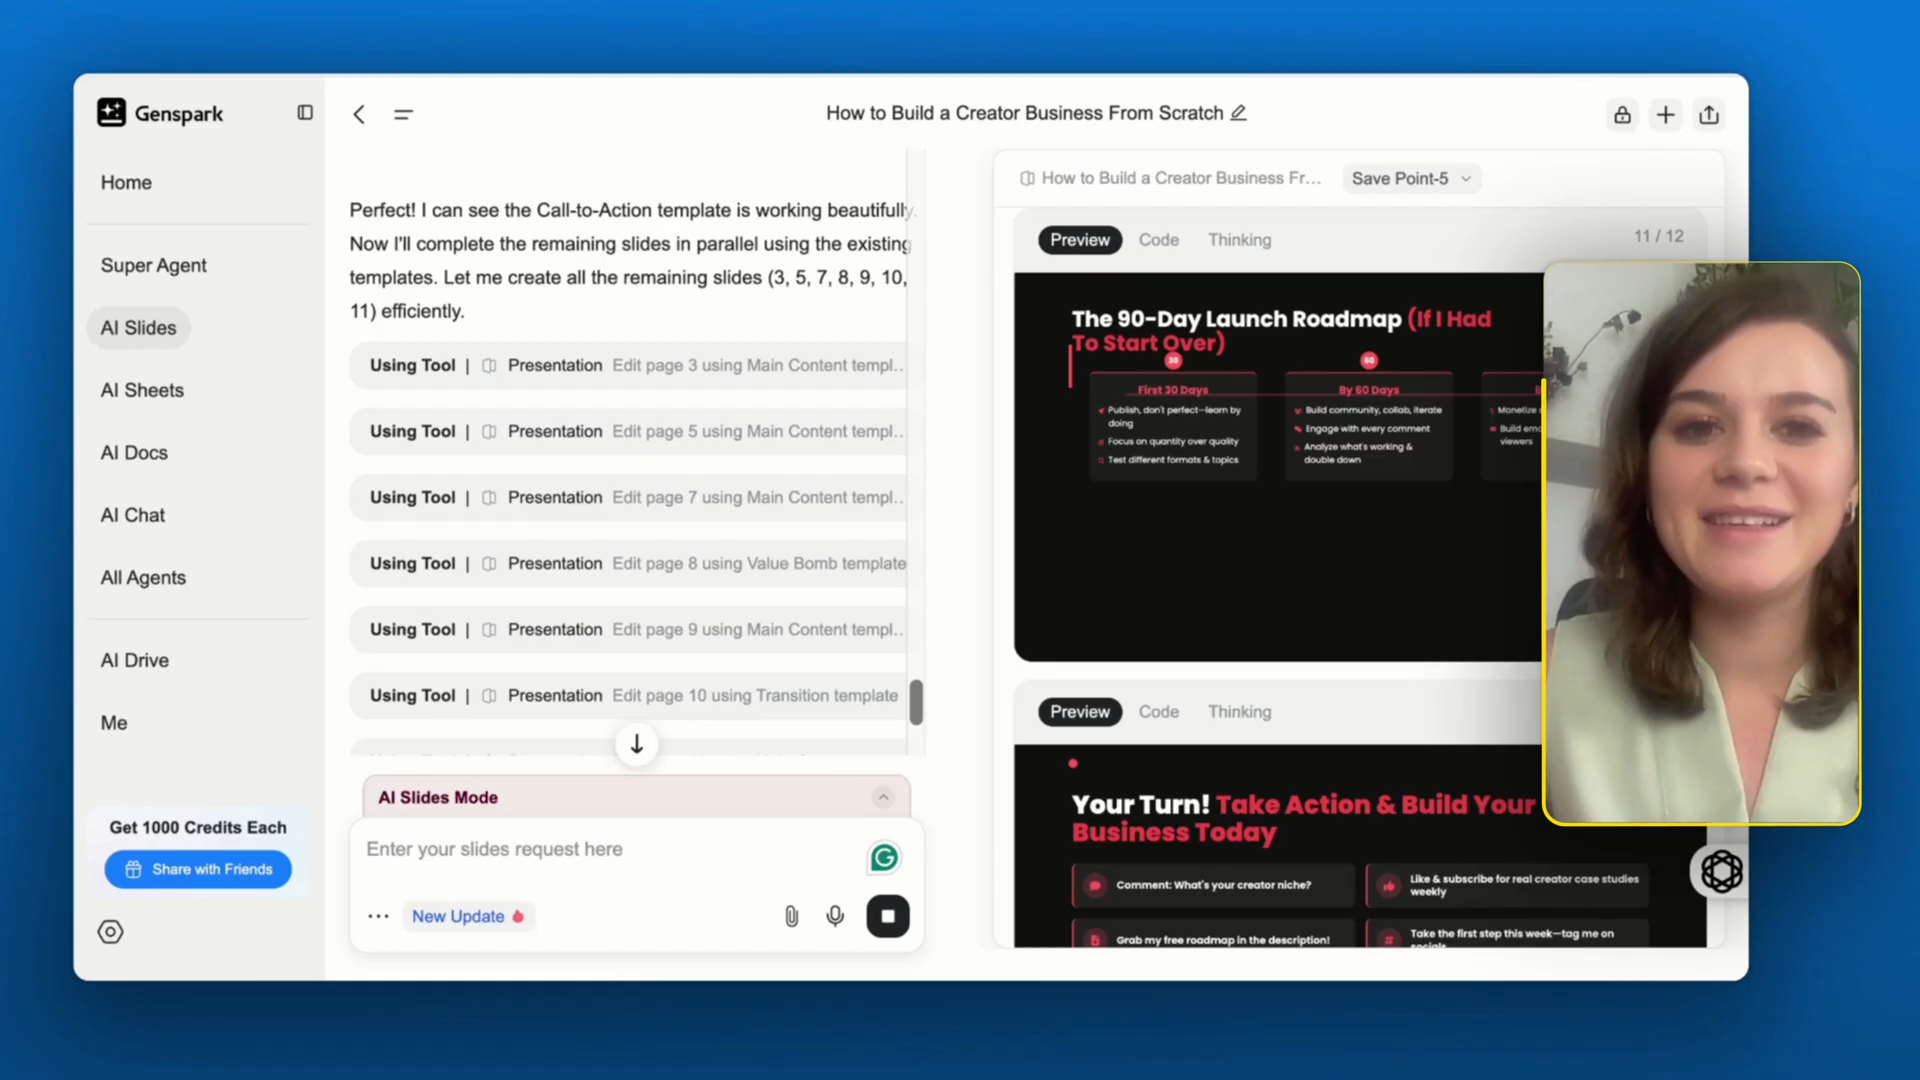 Genspark
Home
Super Agent
AI Slides
AI Sheets
AI Docs
AI Chat
All Agents
AI Drive
Me
Get 1000 Credits Each
Share with Friends
How to Build a Creator Business From Scratch
Perfect! I can see the Call-to-Action template is working beautifully.
Now I'll complete the remaining slides in parallel using the existing
templates. Let me create all the remaining slides (3, 5, 7, 8, 9, 10,
11) efficiently.
Using Tool | Presentation Edit page 3 using Main Content templ...
Using Tool | Presentation Edit page 5 using Main Content templ...
Using Tool | Presentation Edit page 7 using Main Content templ...
Using Tool | Presentation Edit page 8 using Value Bomb template
Using Tool | Presentation Edit page 9 using Main Content templ...
Using Tool | Presentation Edit page 10 using Transition template
AI Slides Mode
Enter your slides request here
New Update
How to Build a Creator Business Fr...
Save Point-5
Preview Code Thinking 11 / 12
The 90-Day Launch Roadmap (If I Had
To Start Over)
30
First 30 Days
Publish, don't perfect—learn by
doing
Focus on quantity over quality
Test different formats & topics
60
By 60 Days
Build community, collab, iterate
Engage with every comment
Analyze what's working &
double down
Monetize
viewers
Preview Code Thinking
Your Turn! Take Action & Build Your
Business Today
Comment: What's your creator niche?
Like & subscribe for real creator case studies
weekly
Grab my free roadmap in the description!
Take the first step this week—tag me on
socials